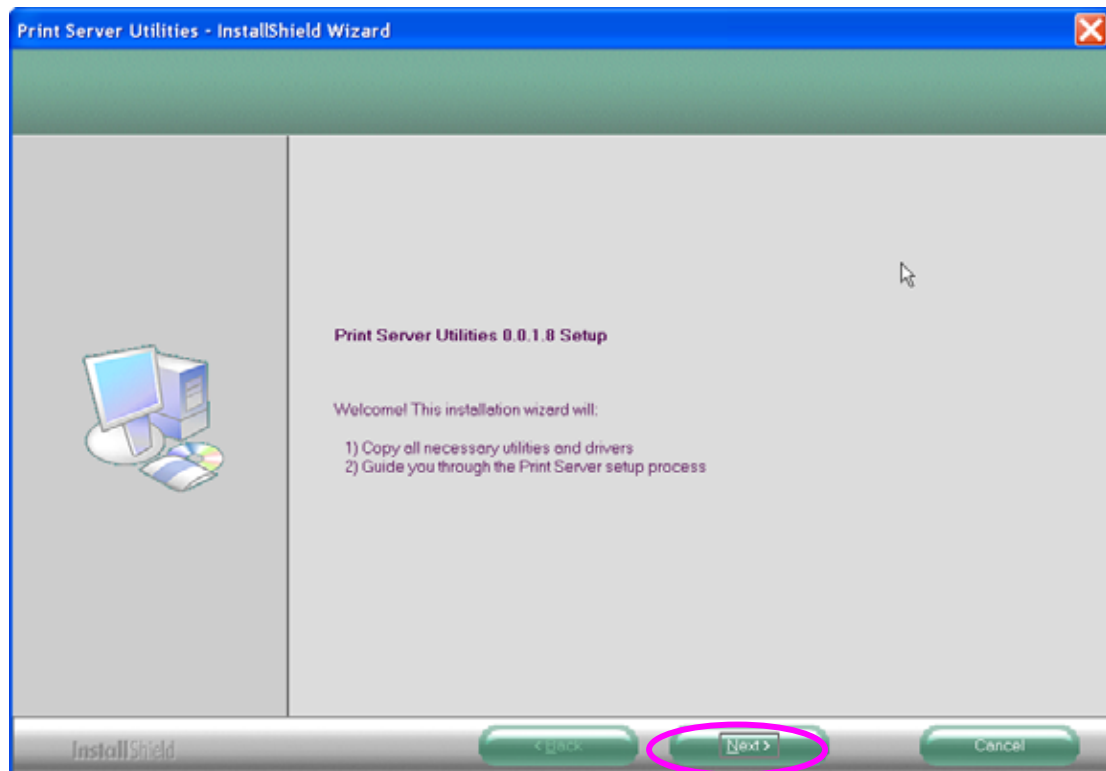 Print Server Utilities - InstallShield Wizard
Print Server Utilities 0.0.1.8 Setup
Welcome! This installation wizard will:
1) Copy all necessary utilities and drivers
2) Guide you through the Print Server setup process
InstallShield
< Back
Next >
Cancel